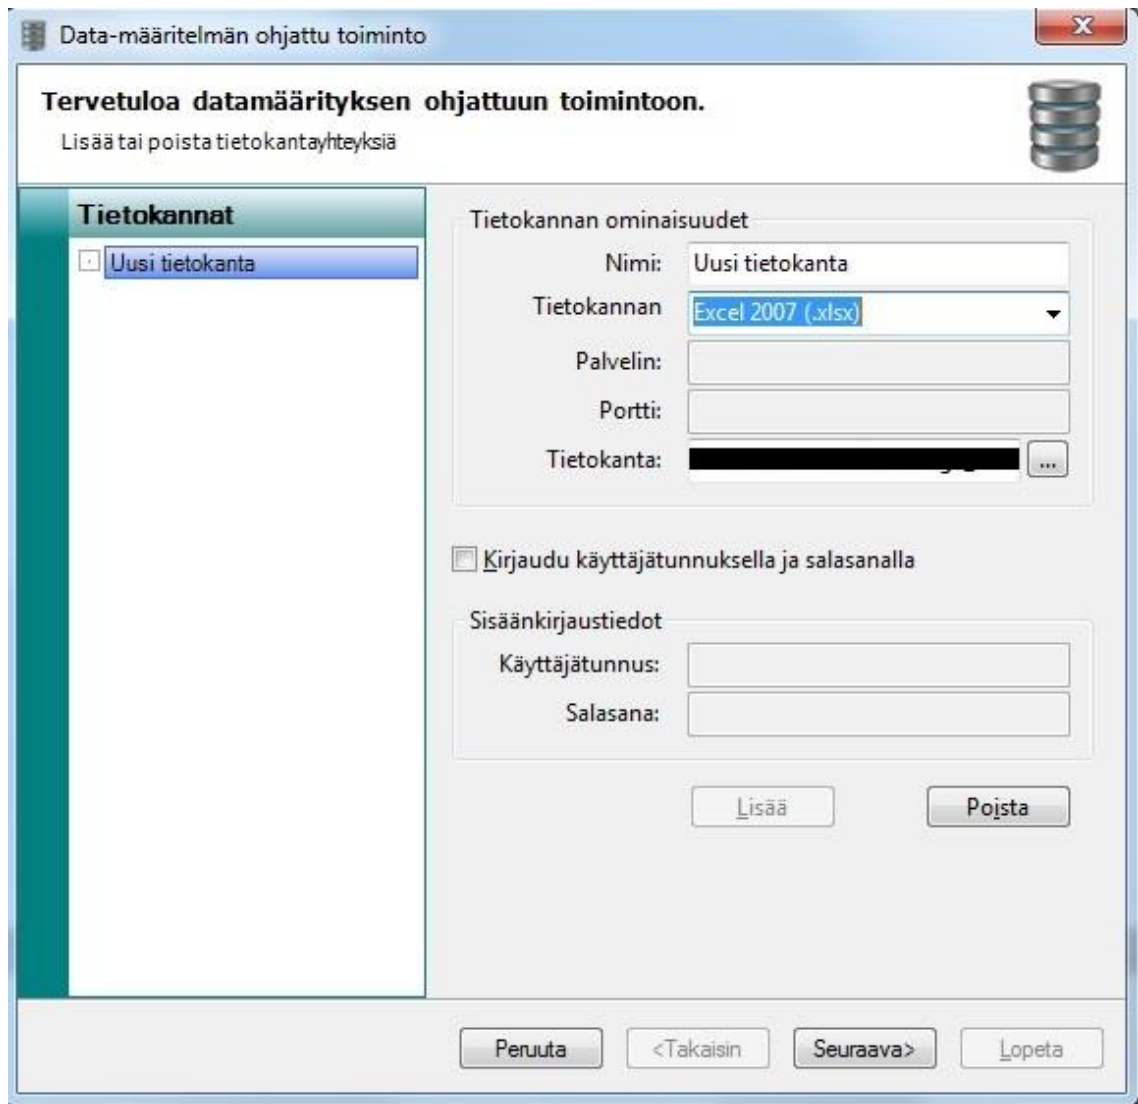 Data-määritelmän ohjattu toiminto
Tervetuloa datamäärityksen ohjattuun toimintoon.
Lisää tai poista tietokantayhteyksiä
Tietokannat
Uusi tietokanta
Tietokannan ominaisuudet
Nimi: Uusi tietokanta
Tietokannan Excel 2007 (.xlsx)
Palvelin:
Portti:
Tietokanta: ...
Kirjaudu käyttäjätunnuksella ja salasanalla
Sisäänkirjaustiedot
Käyttäjätunnus:
Salasana:
Lisää Poista
Peruuta <Takaisin Seuraava> Lopeta